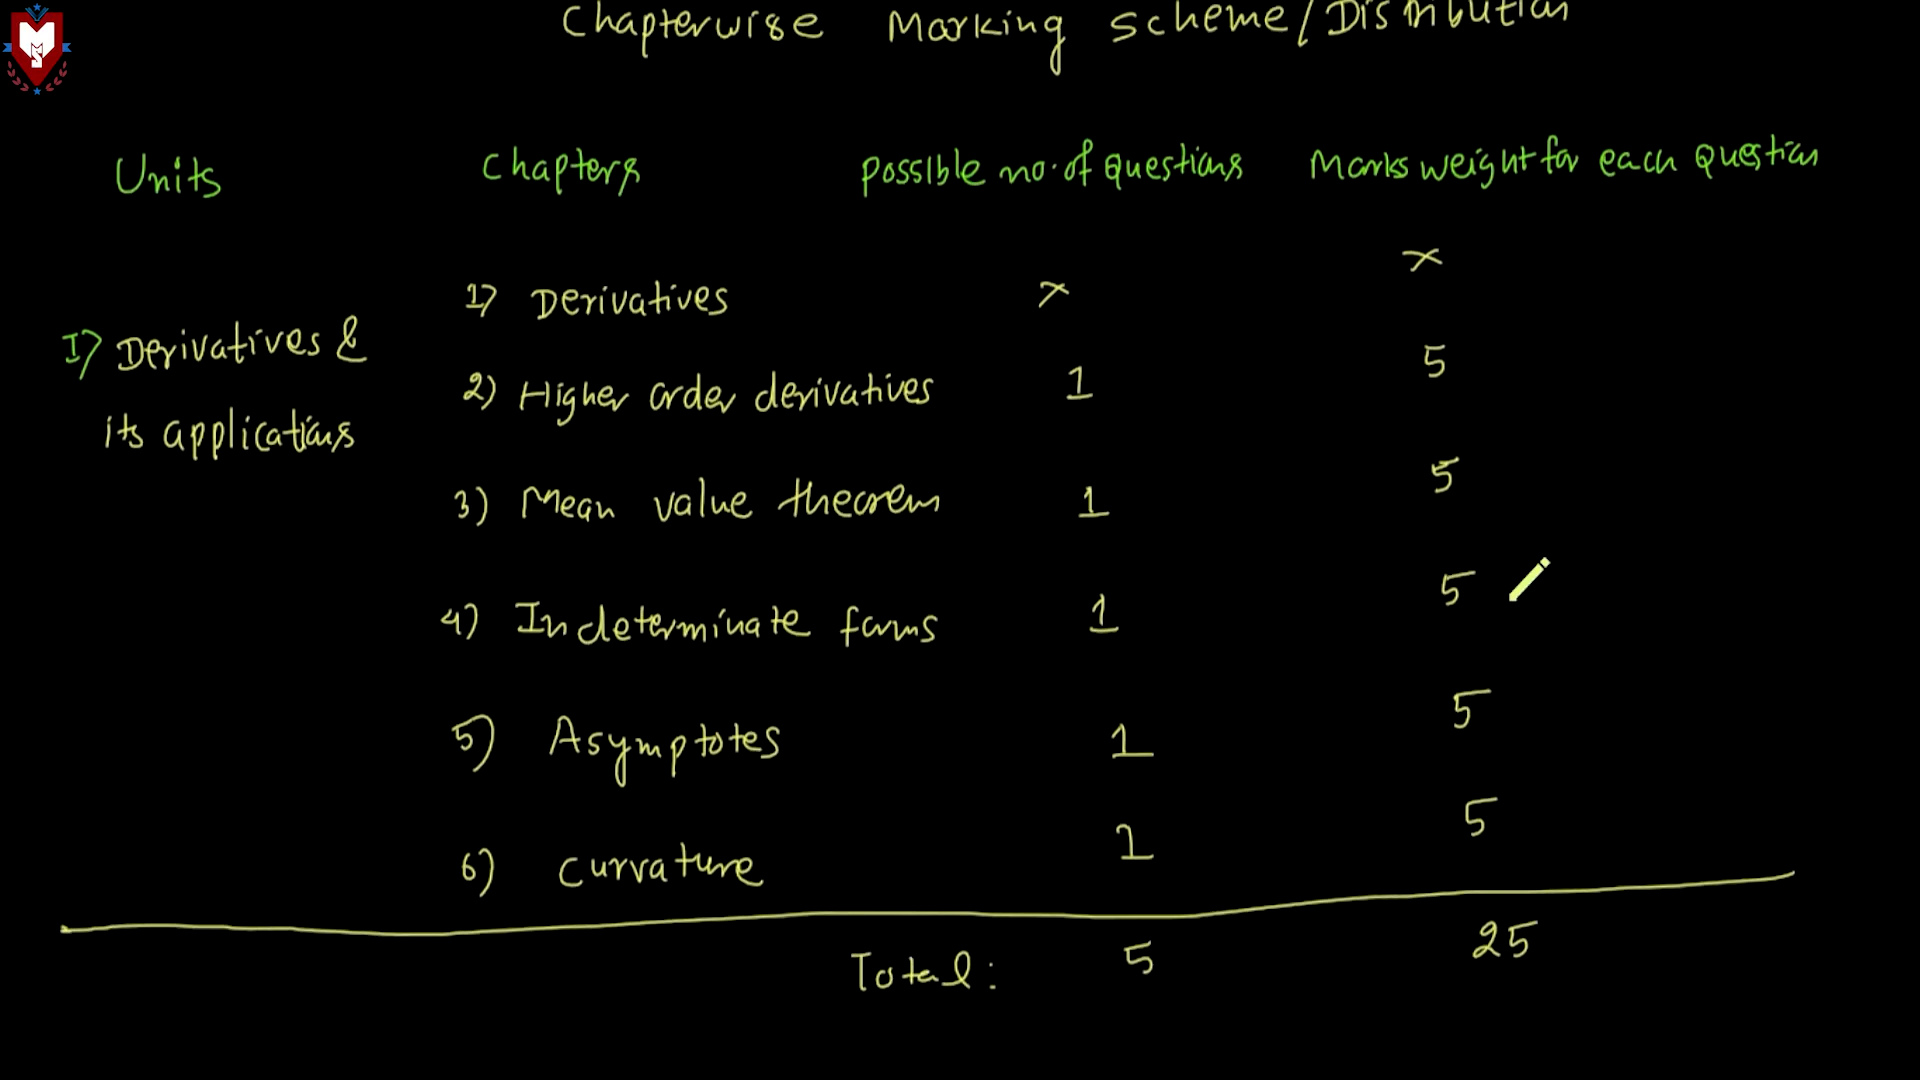 Chapterwise Marking Scheme/Distribution
Units Chapters possible no. of questions Marks weight for each question
I) Derivatives & its applications
1) Derivatives × ×
2) Higher order derivatives 1 5
3) Mean value theorem 1 5
4) Indeterminate forms 1 5
5) Asymptotes 1 5
6) Curvature 1 5
Total: 5 25